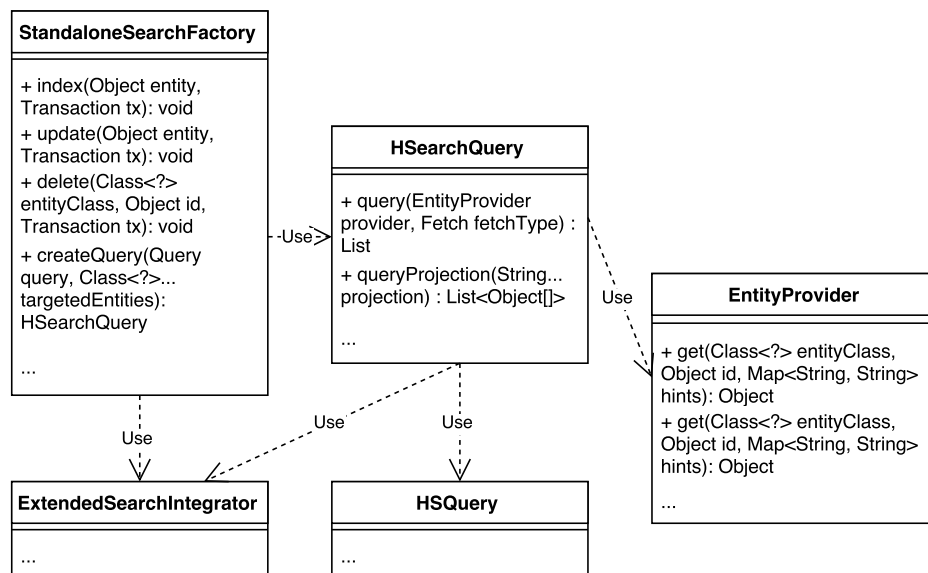 StandaloneSearchFactory
+ index(Object entity,
Transaction tx): void
+ update(Object entity,
Transaction tx): void
+ delete(Class<?>
entityClass, Object id,
Transaction tx): void
+ createQuery(Query
query, Class<?>...
targetedEntities):
HSearchQuery
...
Use
HSearchQuery
+ query(EntityProvider
provider, Fetch fetchType) :
List
+ queryProjection(String...
projection) : List<Object[]>
...
Use
EntityProvider
+ get(Class<?> entityClass,
Object id, Map<String, String>
hints): Object
+ get(Class<?> entityClass,
Object id, Map<String, String>
hints): Object
...
Use
Use
Use
ExtendedSearchIntegrator
...
HSQuery
...